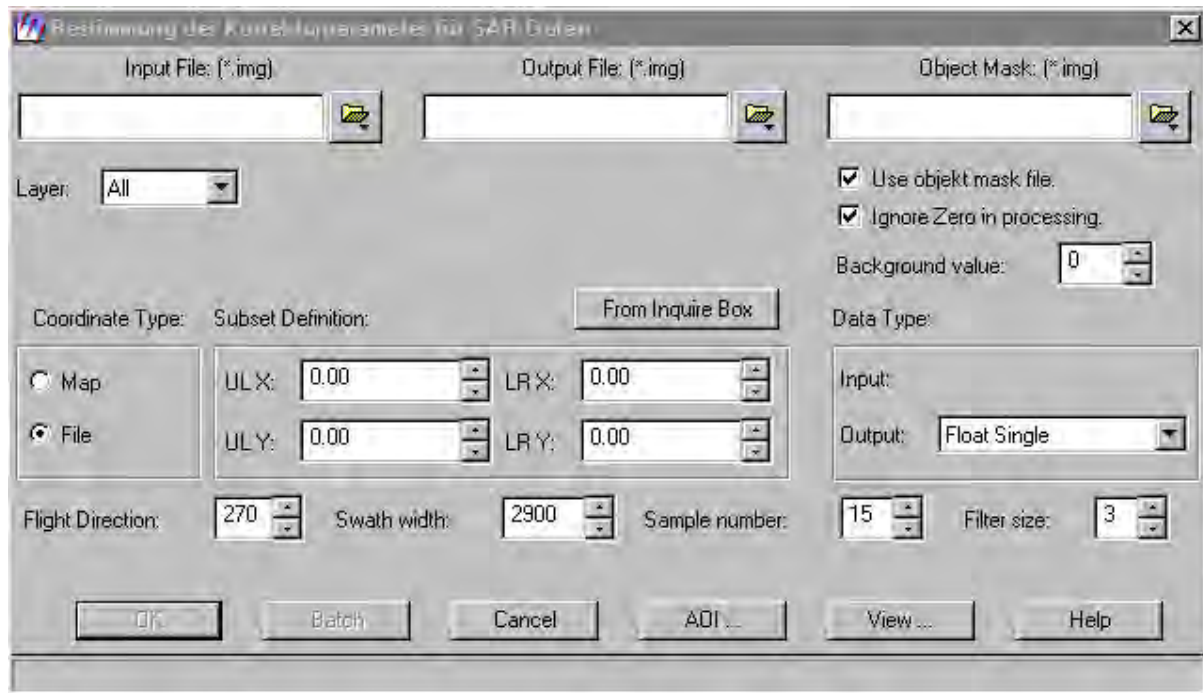 Bestimmung der Korrekturparameter für SAR-Daten
Input File: (*.img)
Output File: (*.img)
Object Mask: (*.img)
Layer:
All
Use objekt mask file.
Ignore Zero in processing.
Background value:
0
From Inquire Box
Coordinate Type:
Subset Definition:
Data Type:
Map
UL X:
0.00
LR X:
0.00
Input:
File
UL Y:
0.00
LR Y:
0.00
Output:
Float Single
Flight Direction:
270
Swath width:
2900
Sample number:
15
Filter size:
3
OK
Batch
Cancel
AOI ...
View ...
Help